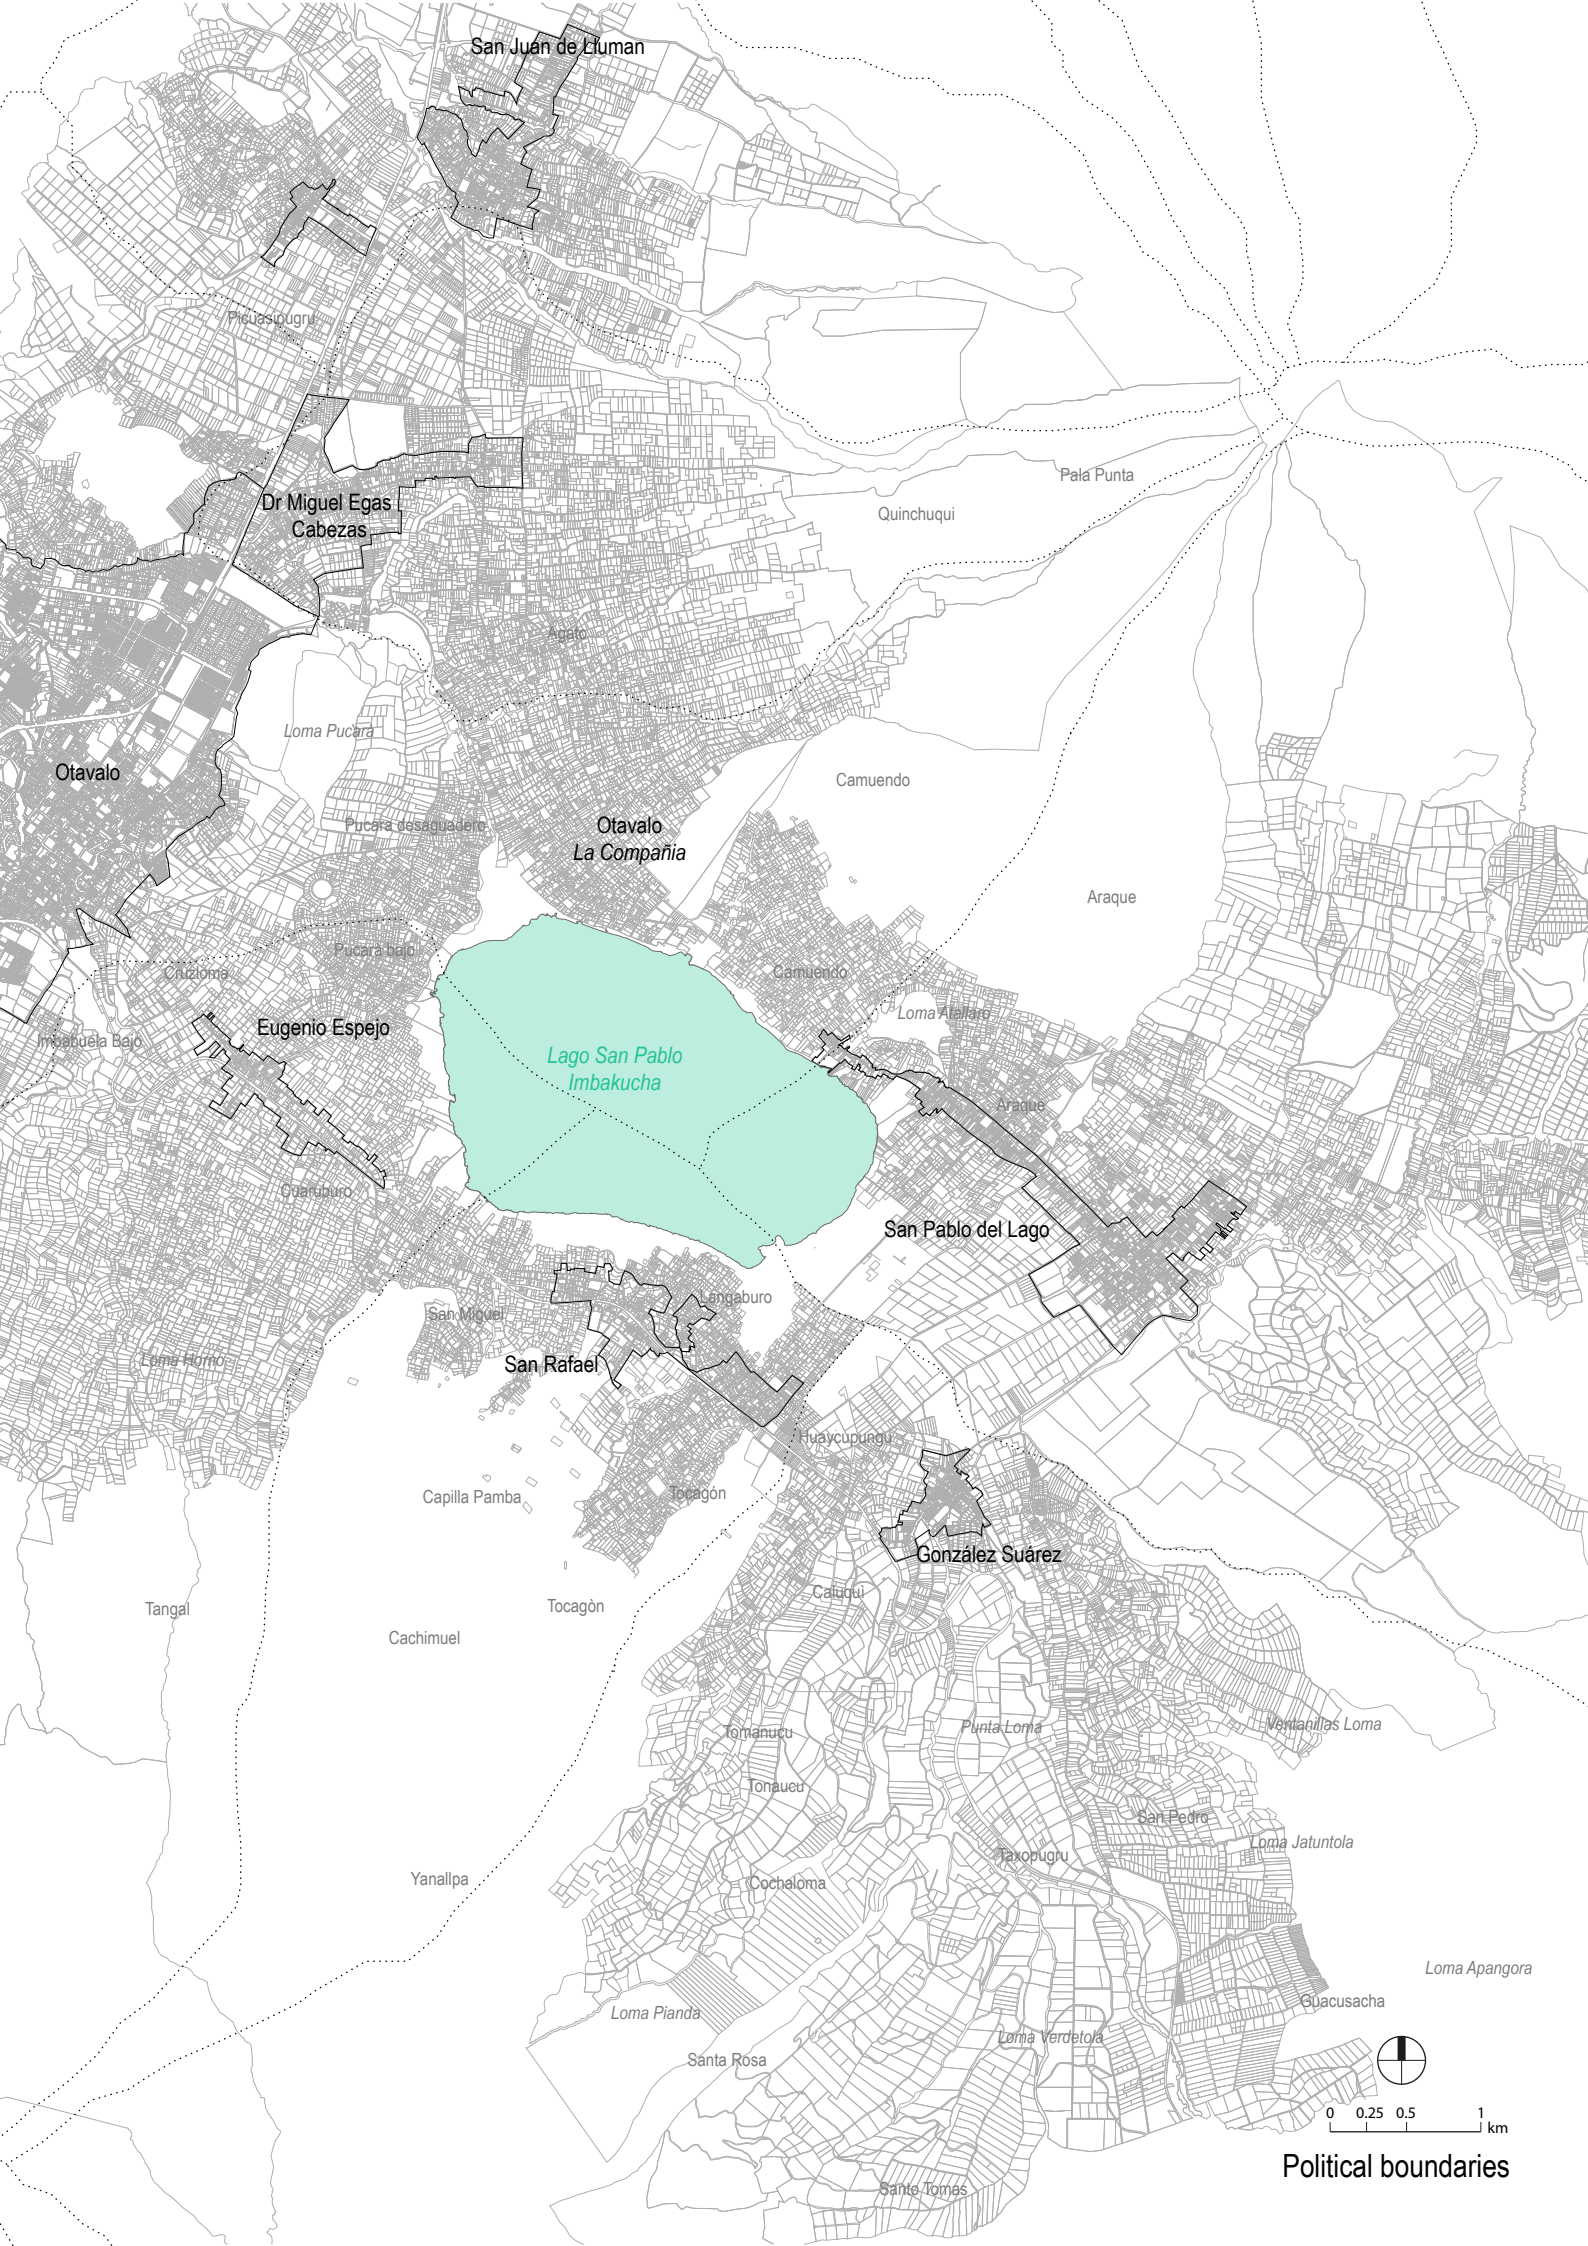 San Juan de Lluman
Picuasipugru
Pala Punta
Dr Miguel Egas
Cabezas
Quinchuqui
Agato
Loma Pucara
Otavalo
Camuendo
Pucara desaguadero
Otavalo
La Compañia
Araque
Pucara bajo
Cruzloma
Camuendo
Loma Atallaro
Eugenio Espejo
Imbabuela Bajo
Lago San Pablo
Imbakucha
Araque
Cuaruburo
San Pablo del Lago
Langaburo
San Miguel
Loma Horno
San Rafael
Huaycupungu
Capilla Pamba
Tocagón
González Suárez
Caluqui
Tangal
Tocagòn
Cachimuel
Tomanucu
Punta Loma
Ventanillas Loma
Tonaucu
San Pedro
Loma Jatuntola
Taxopugru
Yanallpa
Cochaloma
Loma Apangora
Guacusacha
Loma Pianda
Loma Verdetola
Santa Rosa
0 0.25 0.5 1
km
Political boundaries
Santo Tomas